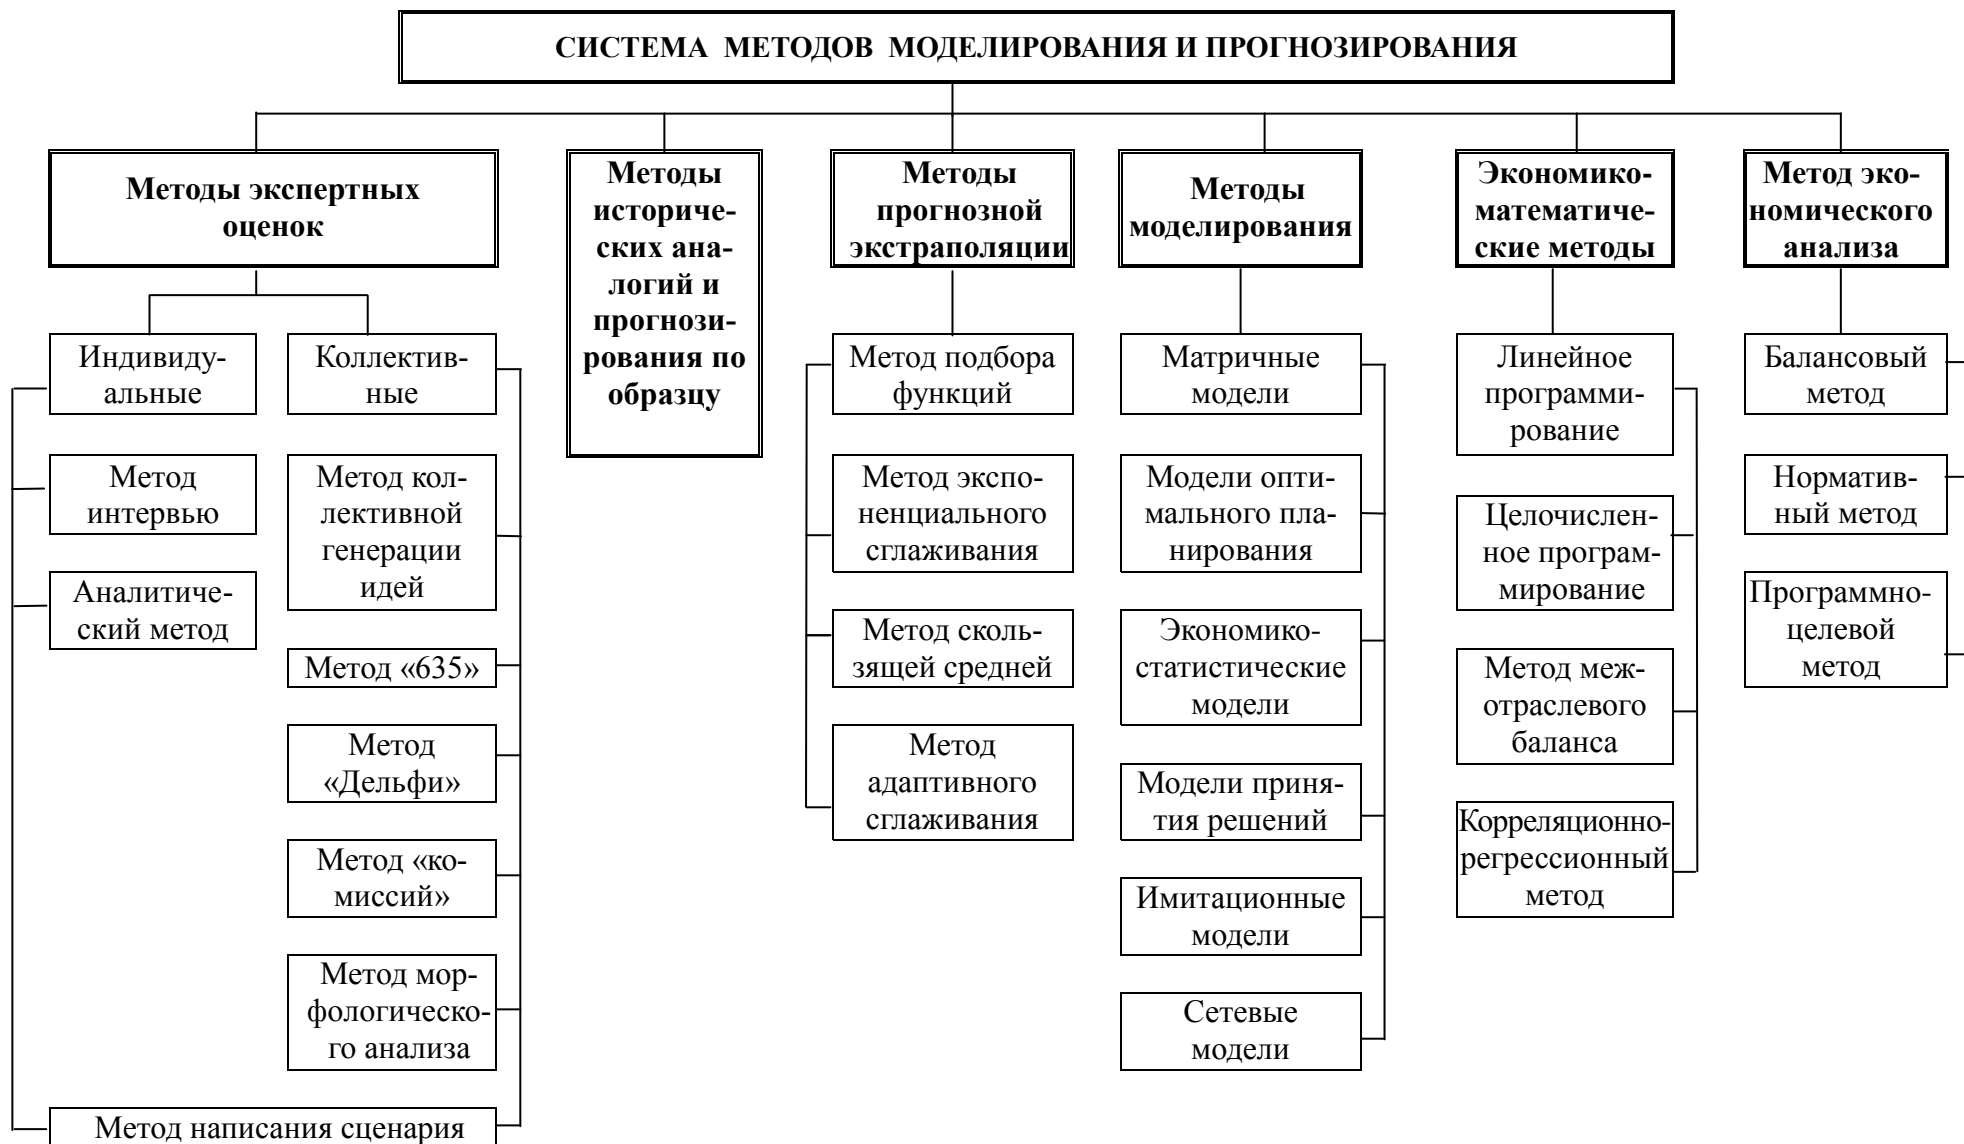 СИСТЕМА МЕТОДОВ МОДЕЛИРОВАНИЯ И ПРОГНОЗИРОВАНИЯ
Методы экспертных
оценок
Индивиду-
альные
Метод
интервью
Аналитиче-
ский метод
Коллектив-
ные
Метод кол-
лективной
генерации
идей
Метод «635»
Метод
«Дельфи»
Метод «ко-
миссий»
Метод мор-
фологическо-
го анализа
Метод написания сценария
Методы
историче-
ских ана-
логий и
прогнози-
рования по
образцу
Методы
прогнозной
экстраполяции
Метод подбора
функций
Метод экспо-
ненциального
сглаживания
Метод сколь-
зящей средней
Метод
адаптивного
сглаживания
Методы
моделирования
Матричные
модели
Модели опти-
мального пла-
нирования
Экономико-
статистические
модели
Модели приня-
тия решений
Имитационные
модели
Сетевые
модели
Экономико-
математиче-
ские методы
Линейное
программи-
рование
Целочислен-
ное програм-
мирование
Метод меж-
отраслевого
баланса
Корреляционно-
регрессионный
метод
Метод эко-
номического
анализа
Балансовый
метод
Норматив-
ный метод
Программно-
целевой
метод